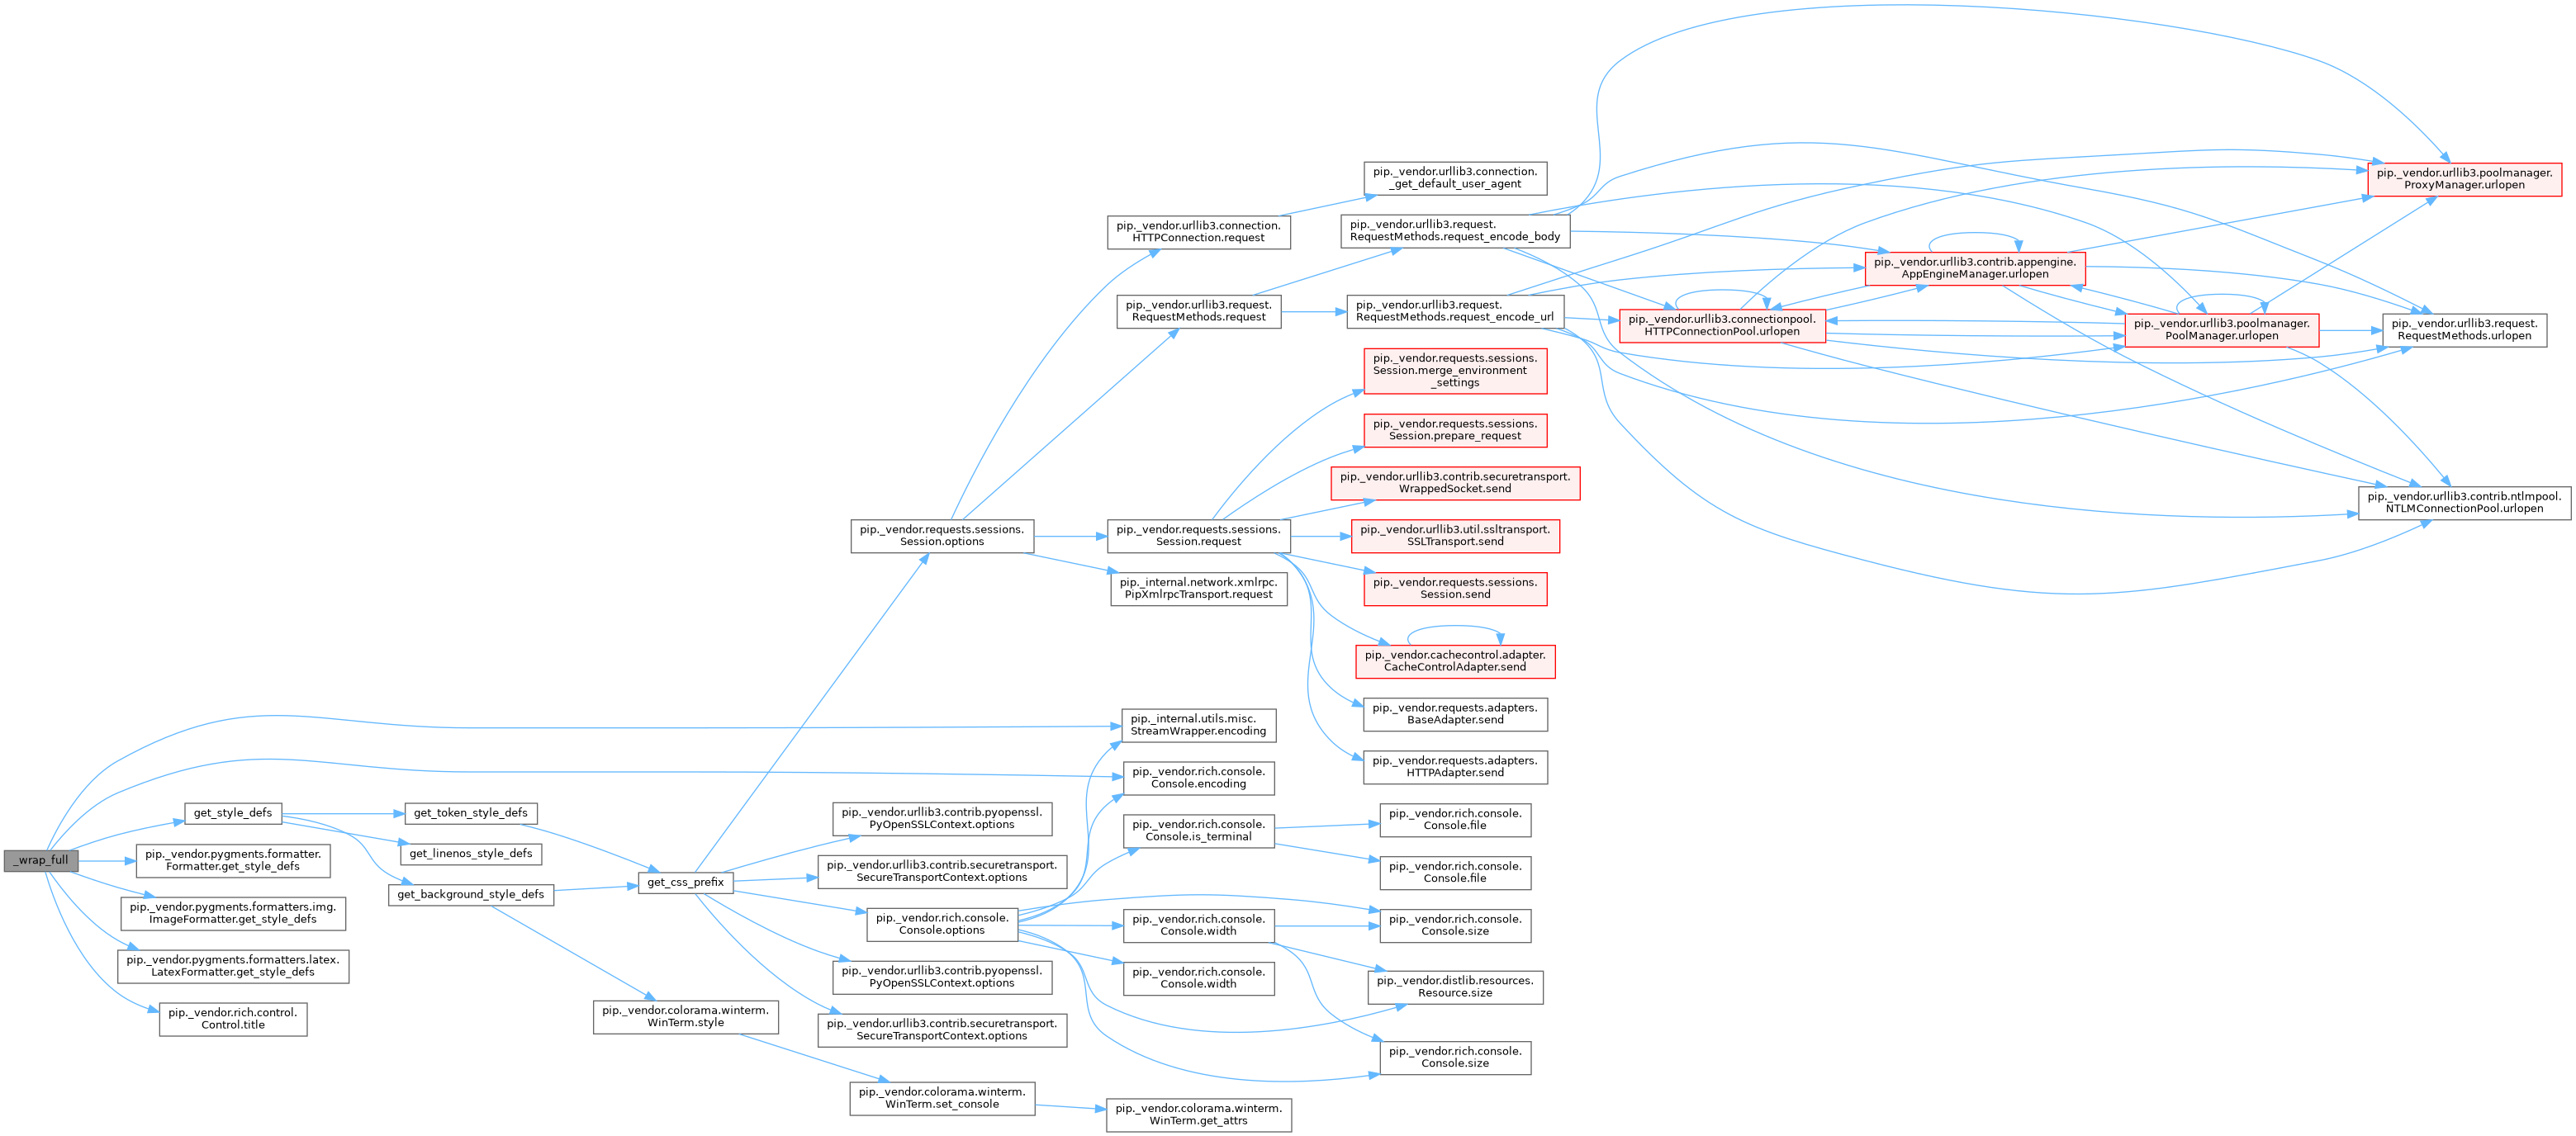 _wrap_full
get_style_defs
pip._vendor.pygments.formatter.
Formatter.get_style_defs
pip._vendor.pygments.formatters.img.
ImageFormatter.get_style_defs
pip._vendor.pygments.formatters.latex.
LatexFormatter.get_style_defs
pip._vendor.rich.control.
Control.title
get_token_style_defs
get_linenos_style_defs
get_background_style_defs
get_css_prefix
pip._vendor.colorama.winterm.
WinTerm.style
pip._vendor.requests.sessions.
Session.options
pip._vendor.urllib3.contrib.pyopenssl.
PyOpenSSLContext.options
pip._vendor.urllib3.contrib.securetransport.
SecureTransportContext.options
pip._vendor.rich.console.
Console.options
pip._vendor.urllib3.contrib.pyopenssl.
PyOpenSSLContext.options
pip._vendor.urllib3.contrib.securetransport.
SecureTransportContext.options
pip._vendor.colorama.winterm.
WinTerm.set_console
pip._vendor.urllib3.connection.
HTTPConnection.request
pip._vendor.urllib3.request.
RequestMethods.request
pip._vendor.requests.sessions.
Session.request
pip._internal.network.xmlrpc.
PipXmlrpcTransport.request
pip._internal.utils.misc.
StreamWrapper.encoding
pip._vendor.rich.console.
Console.encoding
pip._vendor.rich.console.
Console.is_terminal
pip._vendor.rich.console.
Console.width
pip._vendor.rich.console.
Console.width
pip._vendor.colorama.winterm.
WinTerm.get_attrs
pip._vendor.urllib3.connection.
_get_default_user_agent
pip._vendor.urllib3.request.
RequestMethods.request_encode_body
pip._vendor.urllib3.request.
RequestMethods.request_encode_url
pip._vendor.requests.sessions.
Session.merge_environment
_settings
pip._vendor.requests.sessions.
Session.prepare_request
pip._vendor.urllib3.contrib.securetransport.
WrappedSocket.send
pip._vendor.urllib3.util.ssltransport.
SSLTransport.send
pip._vendor.requests.sessions.
Session.send
pip._vendor.cachecontrol.adapter.
CacheControlAdapter.send
pip._vendor.requests.adapters.
BaseAdapter.send
pip._vendor.requests.adapters.
HTTPAdapter.send
pip._vendor.rich.console.
Console.file
pip._vendor.rich.console.
Console.file
pip._vendor.rich.console.
Console.size
pip._vendor.distlib.resources.
Resource.size
pip._vendor.rich.console.
Console.size
pip._vendor.urllib3.connectionpool.
HTTPConnectionPool.urlopen
pip._vendor.urllib3.contrib.appengine.
AppEngineManager.urlopen
pip._vendor.urllib3.poolmanager.
PoolManager.urlopen
pip._vendor.urllib3.poolmanager.
ProxyManager.urlopen
pip._vendor.urllib3.request.
RequestMethods.urlopen
pip._vendor.urllib3.contrib.ntlmpool.
NTLMConnectionPool.urlopen